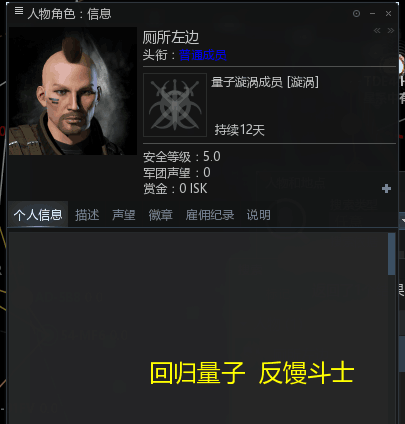 人物角色：信息
厕所左边
头衔：
量子漩涡成员 [漩涡]
持续12天
安全等级：5.0
军团声望：0
赏金：0 ISK
个人信息 描述 声望 徽章 雇佣纪录 说明
回归量子 反馒斗士